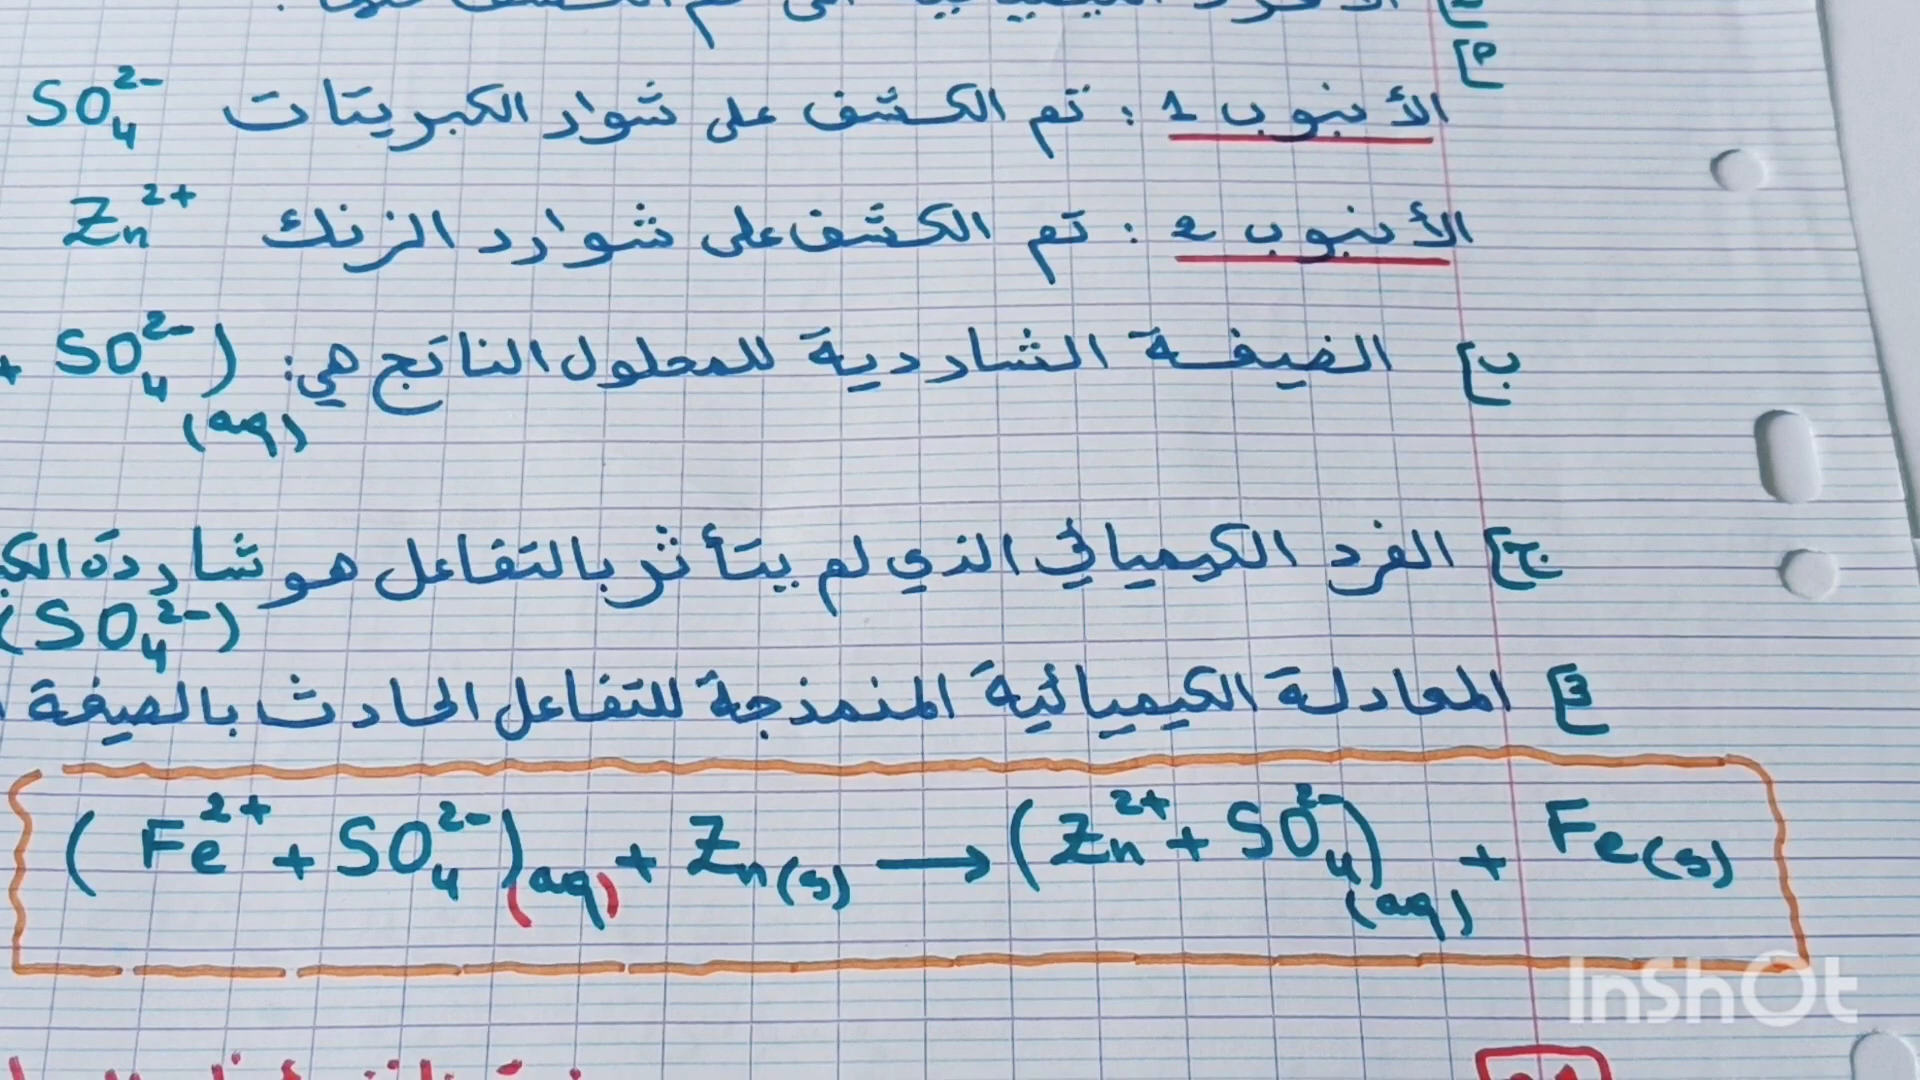 أ]
الأنبوب 1 : تم الكشف على شوارد الكبريتات SO₄²⁻
الأنبوب 2 : تم الكشف على شوارد الزنك Zn²⁺
ب] الصيغة الشاردية للمحلول الناتج هي: + SO₄²⁻)(aq)
ج] الفرد الكيميائي الذي لم يتأثر بالتفاعل هو شاردة
(SO₄²⁻)
3] المعادلة الكيميائية المنمذجة للتفاعل الحادث بالصيغة
(Fe²⁺ + SO₄²⁻)(aq) + Zn(s) → (Zn²⁺ + SO₄²⁻)(aq) + Fe(s)
InShOt